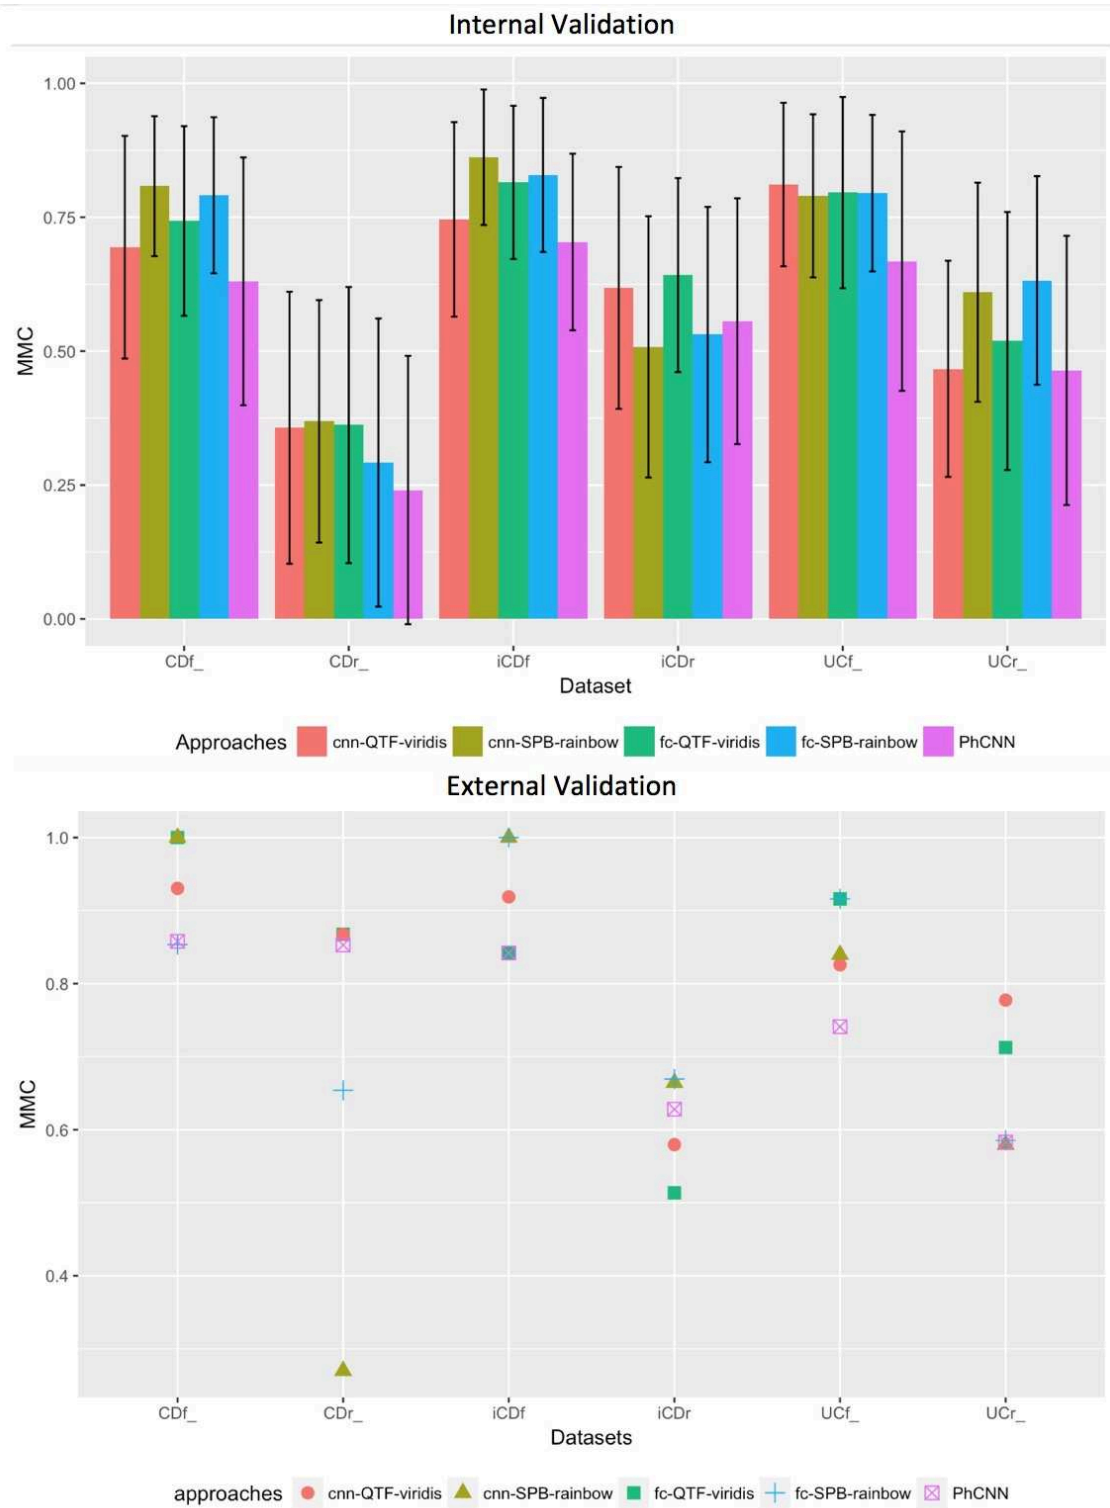 Internal Validation
1.00
0.75
0.50
0.25
0.00
MMC
CDf_ CDr_ iCDf iCDr UCf_ UCr_
Dataset
Approaches cnn-QTF-viridis cnn-SPB-rainbow fc-QTF-viridis fc-SPB-rainbow PhCNN
External Validation
1.0
0.8
0.6
0.4
MMC
CDf_ CDr_ iCDf iCDr UCf_ UCr_
Datasets
approaches cnn-QTF-viridis cnn-SPB-rainbow fc-QTF-viridis fc-SPB-rainbow PhCNN